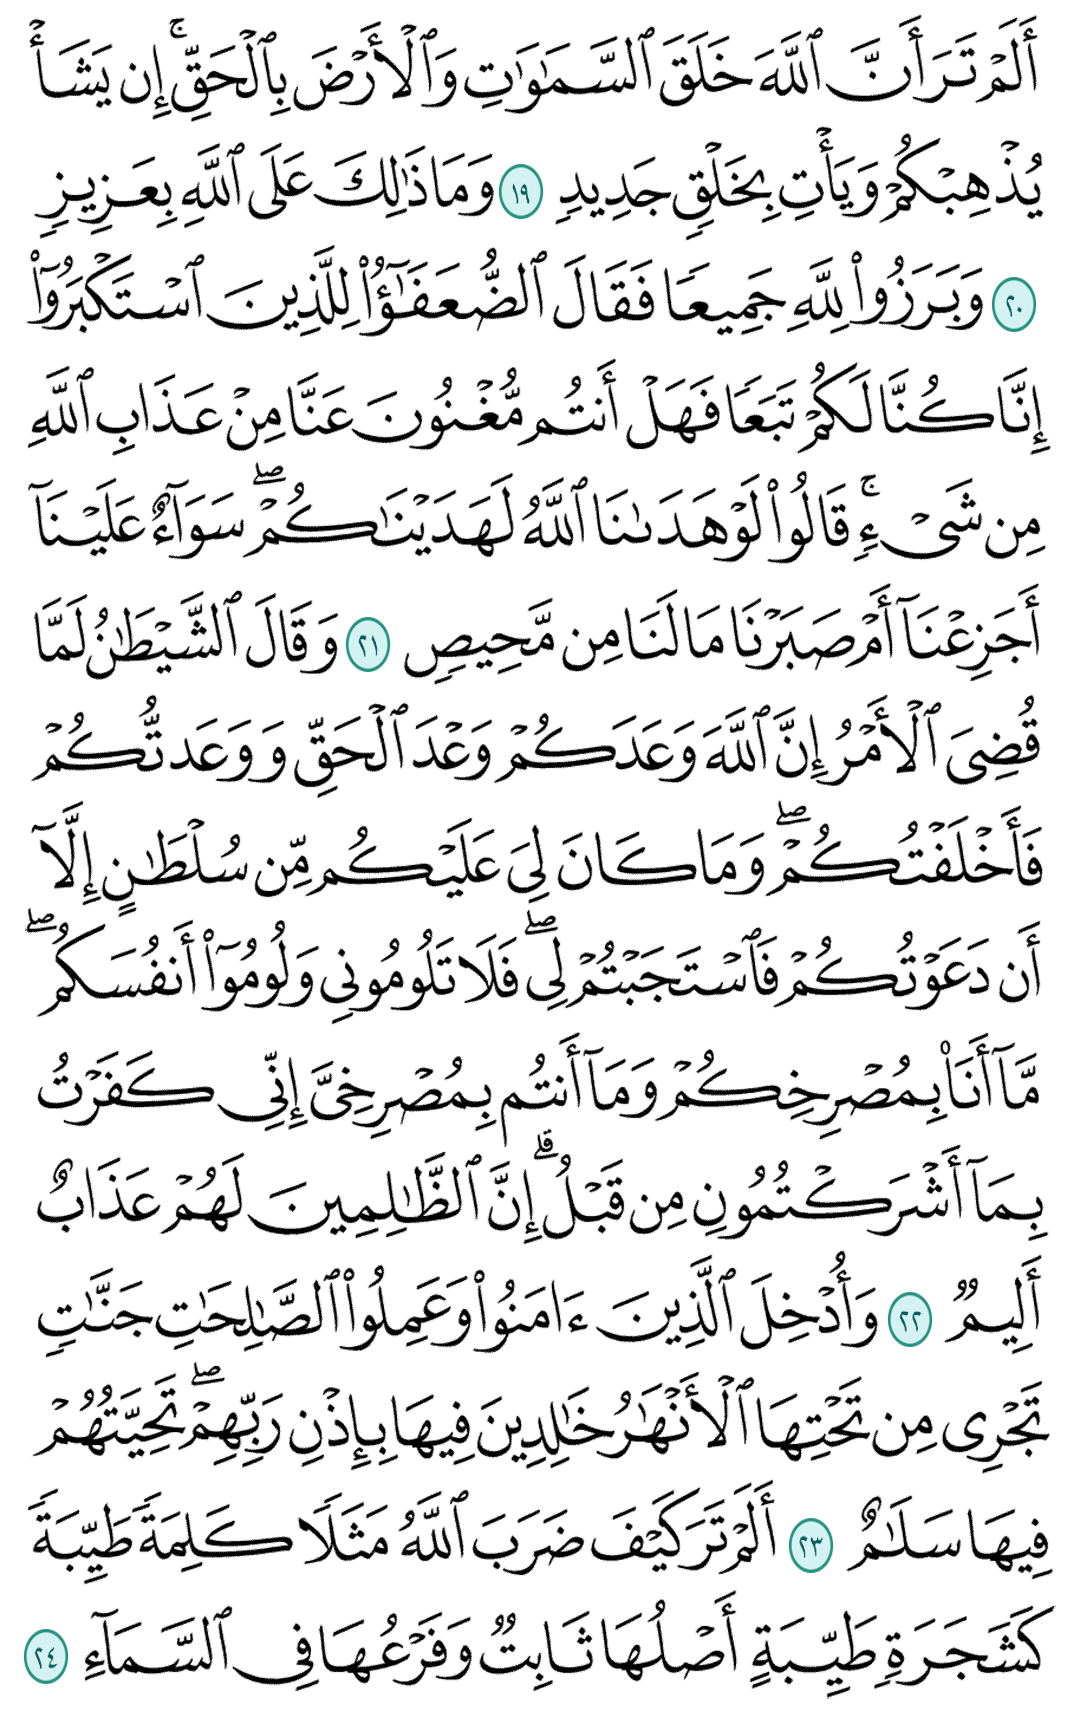 أَلَمْ تَرَ أَنَّ ٱللَّهَ خَلَقَ ٱلسَّمَـٰوَٰتِ وَٱلْأَرْضَ بِٱلْحَقِّ ۚ إِن يَشَأْ
يُذْهِبْكُمْ وَيَأْتِ بِخَلْقٍ جَدِيدٍ ١٩ وَمَا ذَٰلِكَ عَلَى ٱللَّهِ بِعَزِيزٍ
٢٠ وَبَرَزُوا۟ لِلَّهِ جَمِيعًا فَقَالَ ٱلضُّعَفَـٰٓؤُا۟ لِلَّذِينَ ٱسْتَكْبَرُوٓا۟
إِنَّا كُنَّا لَكُمْ تَبَعًا فَهَلْ أَنتُم مُّغْنُونَ عَنَّا مِنْ عَذَابِ ٱللَّهِ
مِن شَىْءٍ ۚ قَالُوا۟ لَوْ هَدَىٰنَا ٱللَّهُ لَهَدَيْنَـٰكُمْ ۖ سَوَآءٌ عَلَيْنَآ
أَجَزِعْنَآ أَمْ صَبَرْنَا مَا لَنَا مِن مَّحِيصٍ ٢١ وَقَالَ ٱلشَّيْطَـٰنُ لَمَّا
قُضِىَ ٱلْأَمْرُ إِنَّ ٱللَّهَ وَعَدَكُمْ وَعْدَ ٱلْحَقِّ وَوَعَدتُّكُمْ
فَأَخْلَفْتُكُمْ ۖ وَمَا كَانَ لِىَ عَلَيْكُم مِّن سُلْطَـٰنٍ إِلَّآ
أَن دَعَوْتُكُمْ فَٱسْتَجَبْتُمْ لِى ۖ فَلَا تَلُومُونِى وَلُومُوٓا۟ أَنفُسَكُم ۖ
مَّآ أَنَا۠ بِمُصْرِخِكُمْ وَمَآ أَنتُم بِمُصْرِخِىَّ إِنِّى كَفَرْتُ
بِمَآ أَشْرَكْتُمُونِ مِن قَبْلُ ۗ إِنَّ ٱلظَّـٰلِمِينَ لَهُمْ عَذَابٌ
أَلِيمٌ ٢٢ وَأُدْخِلَ ٱلَّذِينَ ءَامَنُوا۟ وَعَمِلُوا۟ ٱلصَّـٰلِحَـٰتِ جَنَّـٰتٍ
تَجْرِى مِن تَحْتِهَا ٱلْأَنْهَـٰرُ خَـٰلِدِينَ فِيهَا بِإِذْنِ رَبِّهِمْ ۖ تَحِيَّتُهُمْ
فِيهَا سَلَـٰمٌ ٢٣ أَلَمْ تَرَ كَيْفَ ضَرَبَ ٱللَّهُ مَثَلًا كَلِمَةً طَيِّبَةً
كَشَجَرَةٍ طَيِّبَةٍ أَصْلُهَا ثَابِتٌ وَفَرْعُهَا فِى ٱلسَّمَآءِ ٢٤